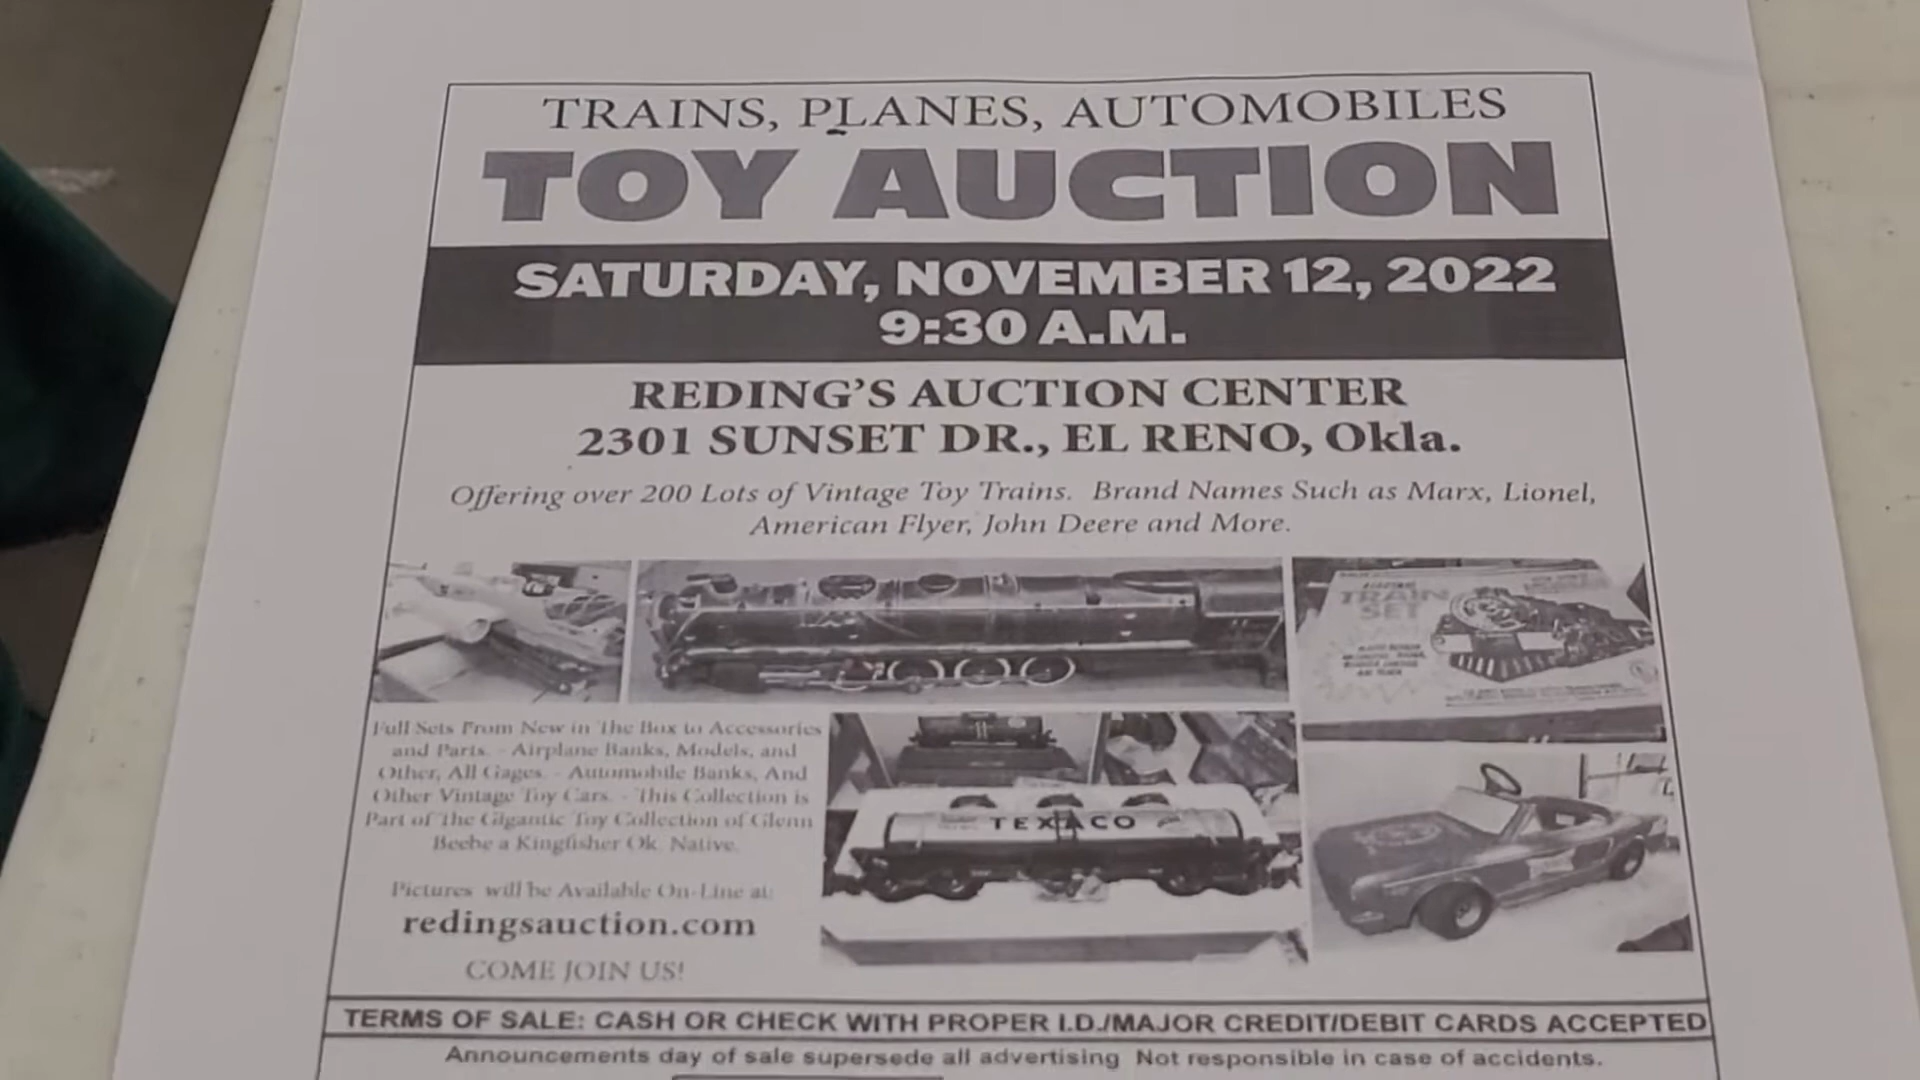 TRAINS, PLANES, AUTOMOBILES
TOY AUCTION
SATURDAY, NOVEMBER 12, 2022
9:30 A.M.
REDING'S AUCTION CENTER
2301 SUNSET DR., EL RENO, Okla.
Offering over 200 Lots of Vintage Toy Trains. Brand Names Such as Marx, Lionel,
American Flyer, John Deere and More.
TRAIN
SET
Full Sets From New in The Box to Accessories
and Parts. - Airplane Banks, Models, and
Other, All Gages. - Automobile Banks, And
Other Vintage Toy Cars. - This Collection is
Part of the Gigantic Toy Collection of Glenn
Beebe a Kingfisher Ok. Native.
Pictures will be Available On-Line at:
redingsauction.com
COME JOIN US!
TEXACO
TERMS OF SALE: CASH OR CHECK WITH PROPER I.D./MAJOR CREDIT/DEBIT CARDS ACCEPTED
Announcements day of sale supersede all advertising Not responsible in case of accidents.